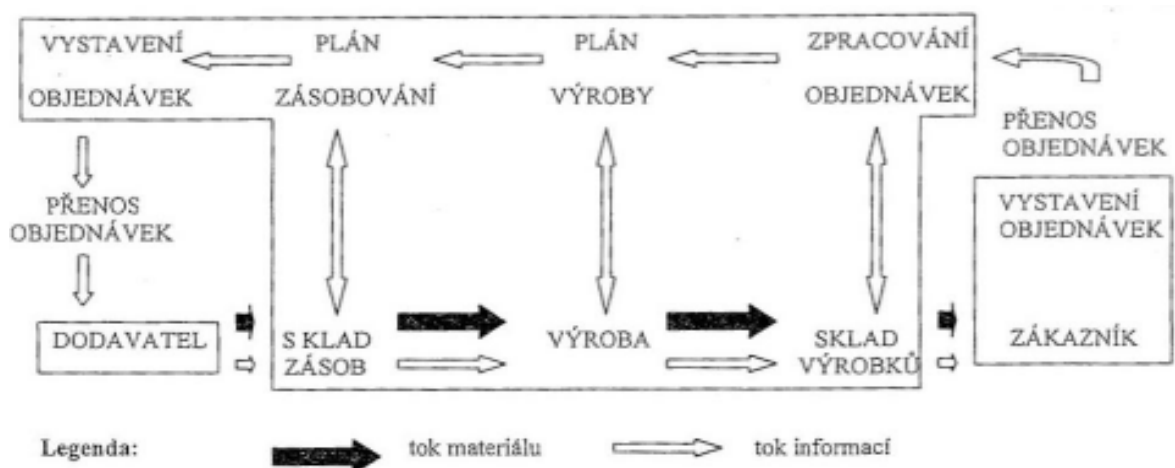 VYSTAVENÍ
OBJEDNÁVEK
PLÁN
ZÁSOBOVÁNÍ
PLÁN
VÝROBY
ZPRACOVÁNÍ
OBJEDNÁVEK
PŘENOS
OBJEDNÁVEK
PŘENOS
OBJEDNÁVEK
VYSTAVENÍ
OBJEDNÁVEK
DODAVATEL
S KLAD
ZÁSOB
VÝROBA
SKLAD
VÝROBKŮ
ZÁKAZNÍK
Legenda:
tok materiálu
tok informací